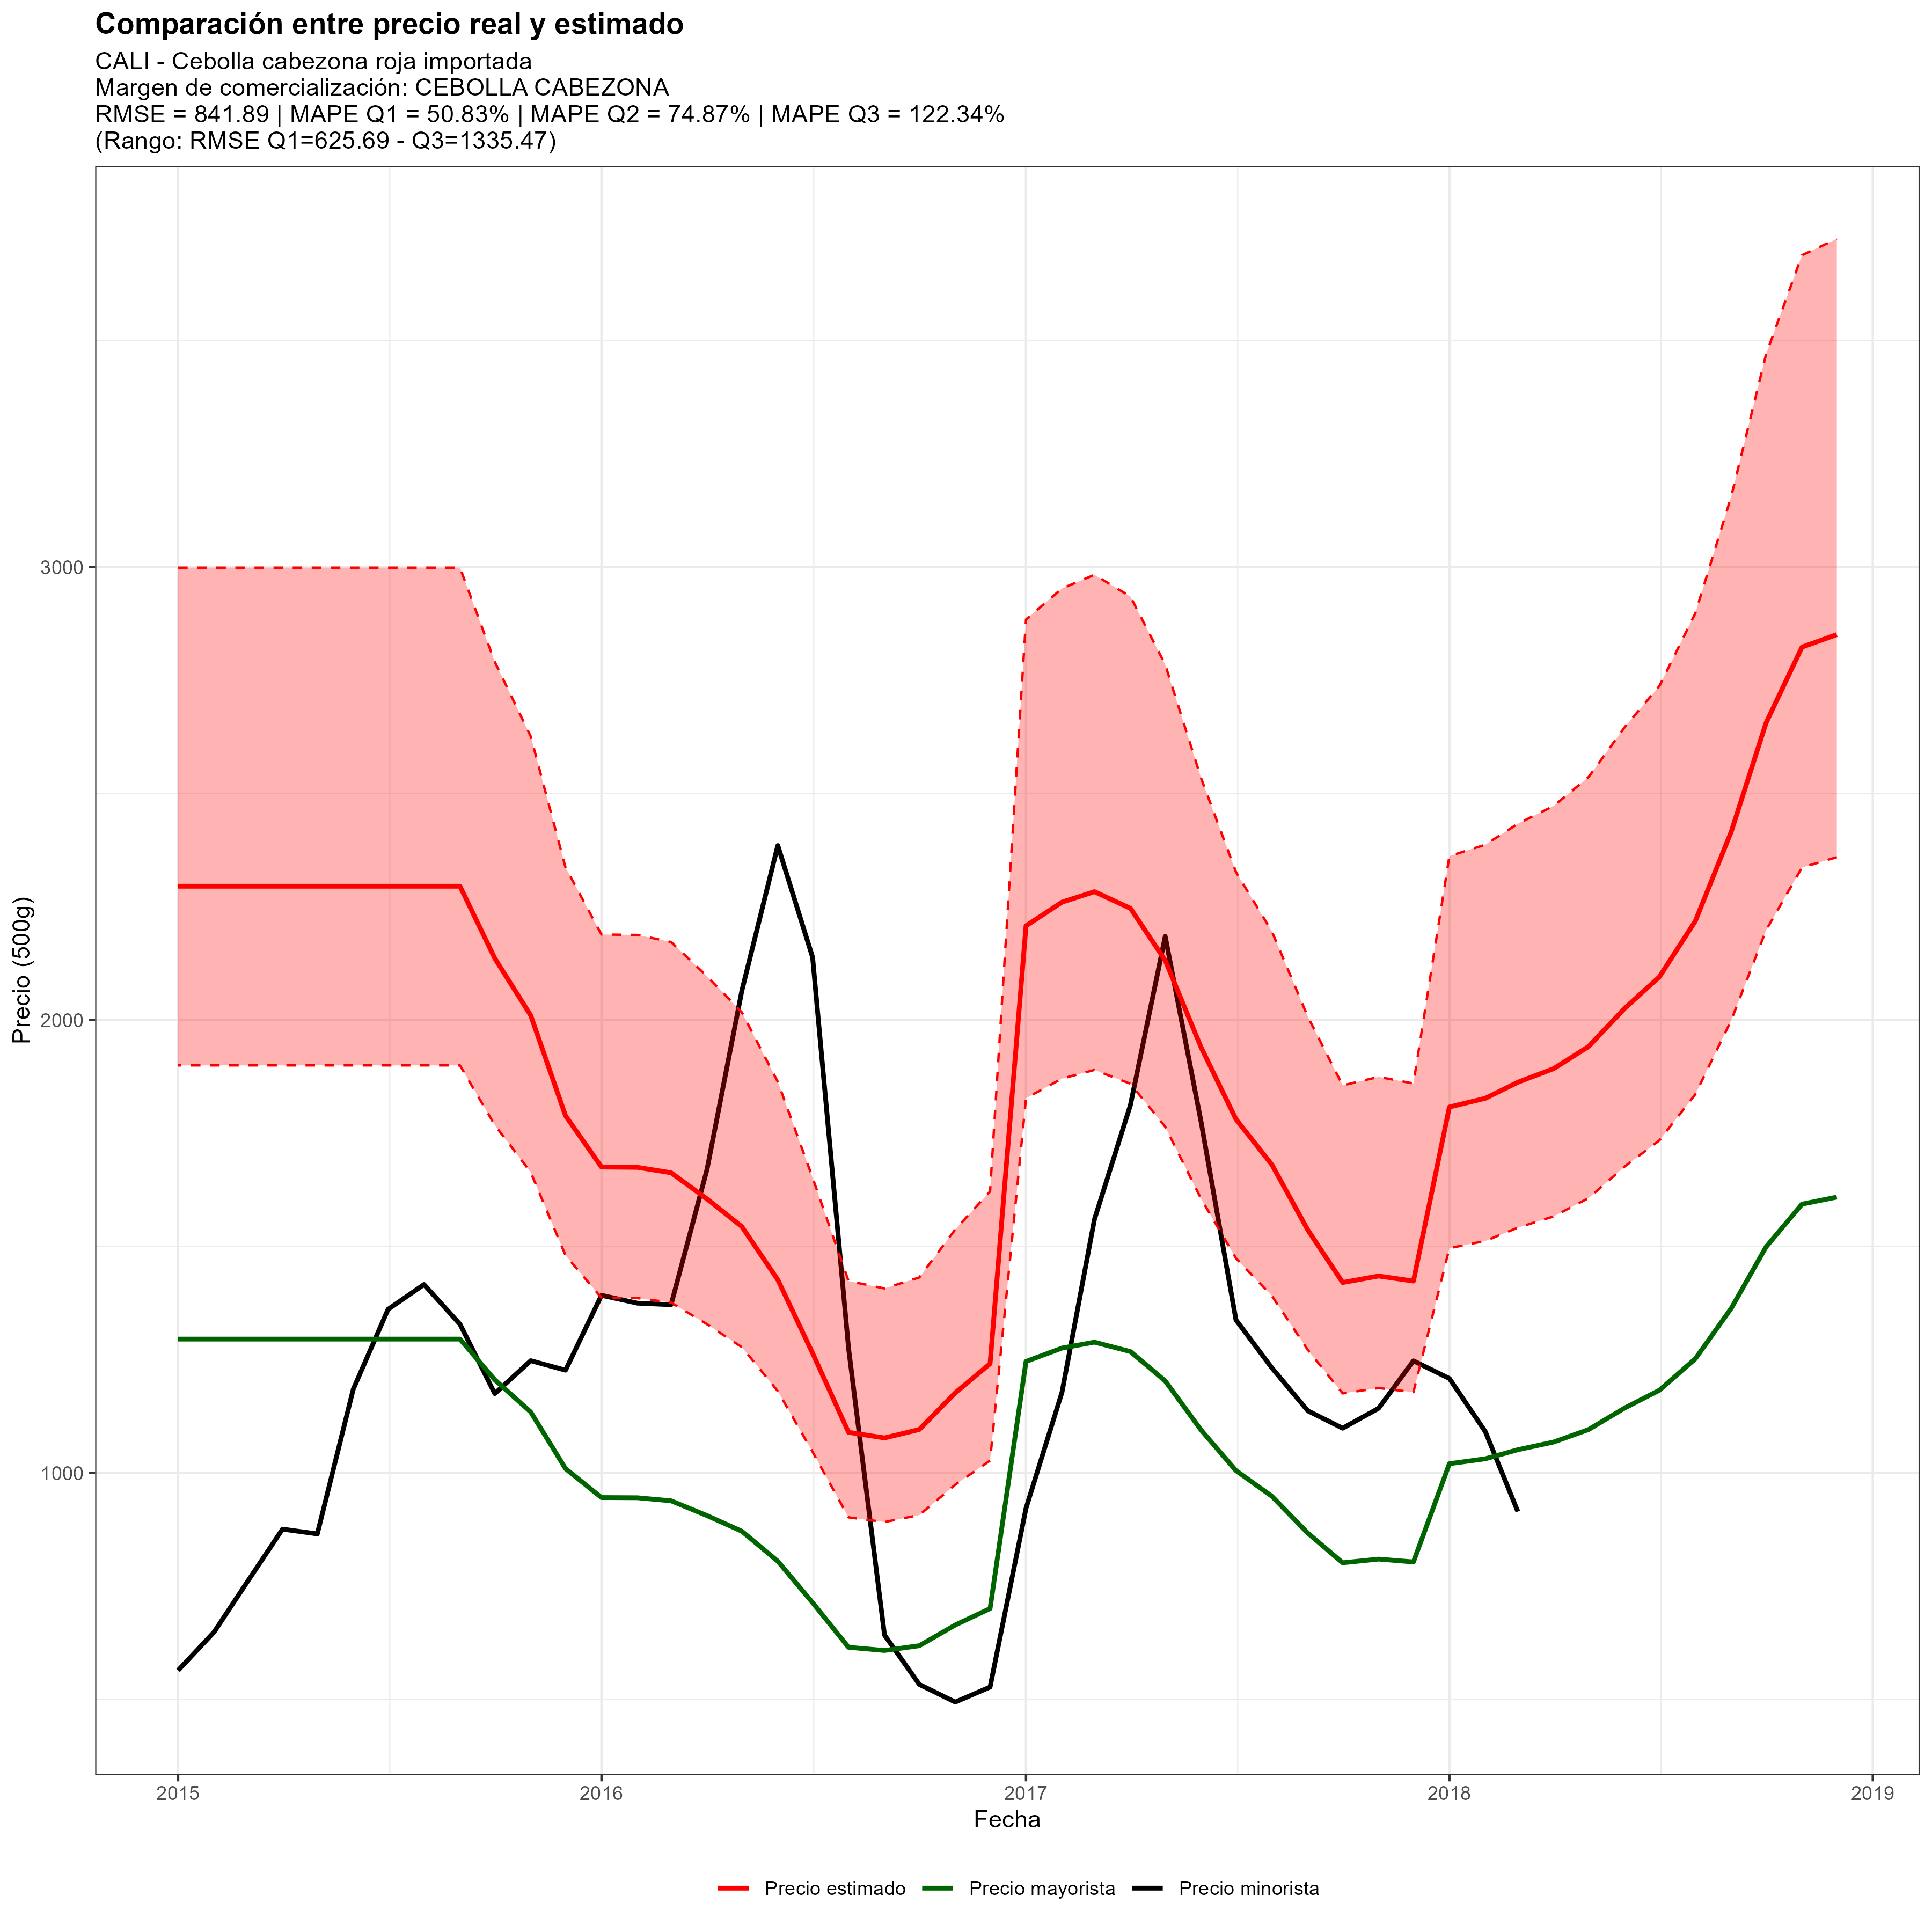 Comparación entre precio real y estimado
CALI - Cebolla cabezona roja importada
Margen de comercialización: CEBOLLA CABEZONA
RMSE = 841.89 | MAPE Q1 = 50.83% | MAPE Q2 = 74.87% | MAPE Q3 = 122.34%
(Rango: RMSE Q1=625.69 - Q3=1335.47)
Precio (500g)
3000
2000
1000
2015 2016 2017 2018 2019
Fecha
Precio estimado Precio mayorista Precio minorista